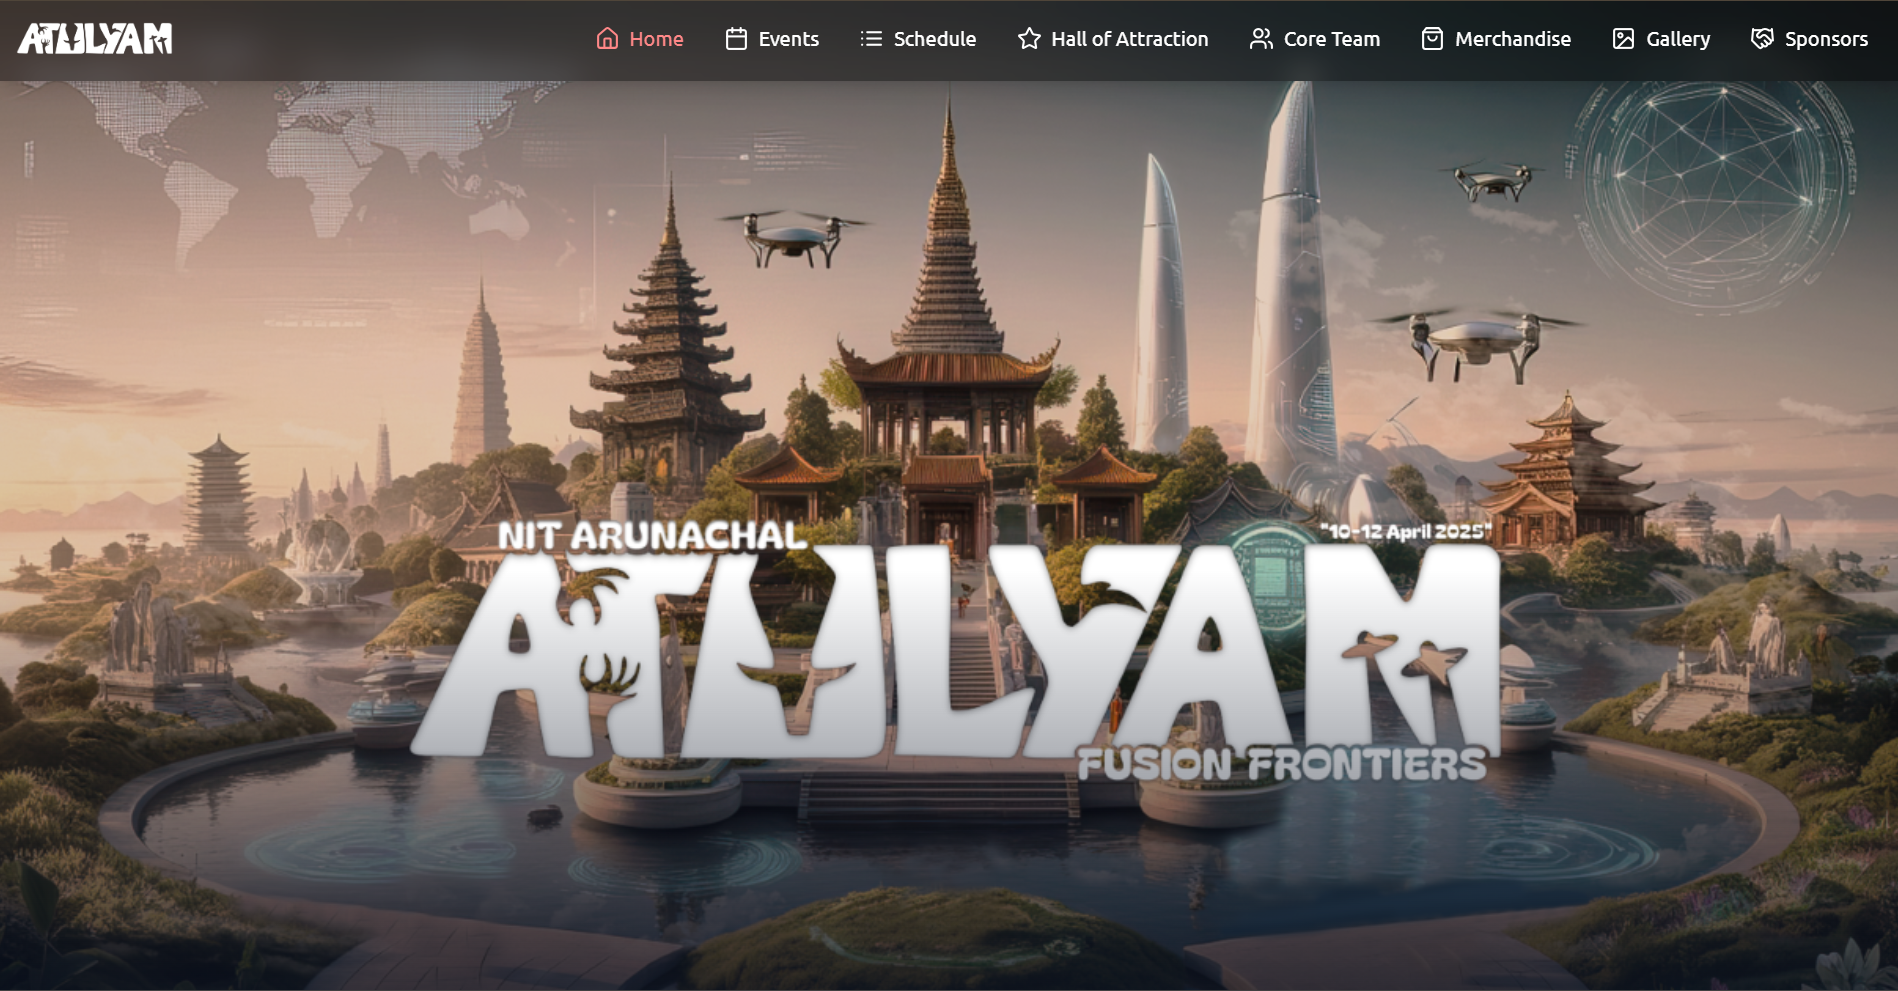 ATULYAM
Home
Events
Schedule
Hall of Attraction
Core Team
Merchandise
Gallery
Sponsors
NIT ARUNACHAL
"10-12 April 2025"
ATULYAM
FUSION FRONTIERS